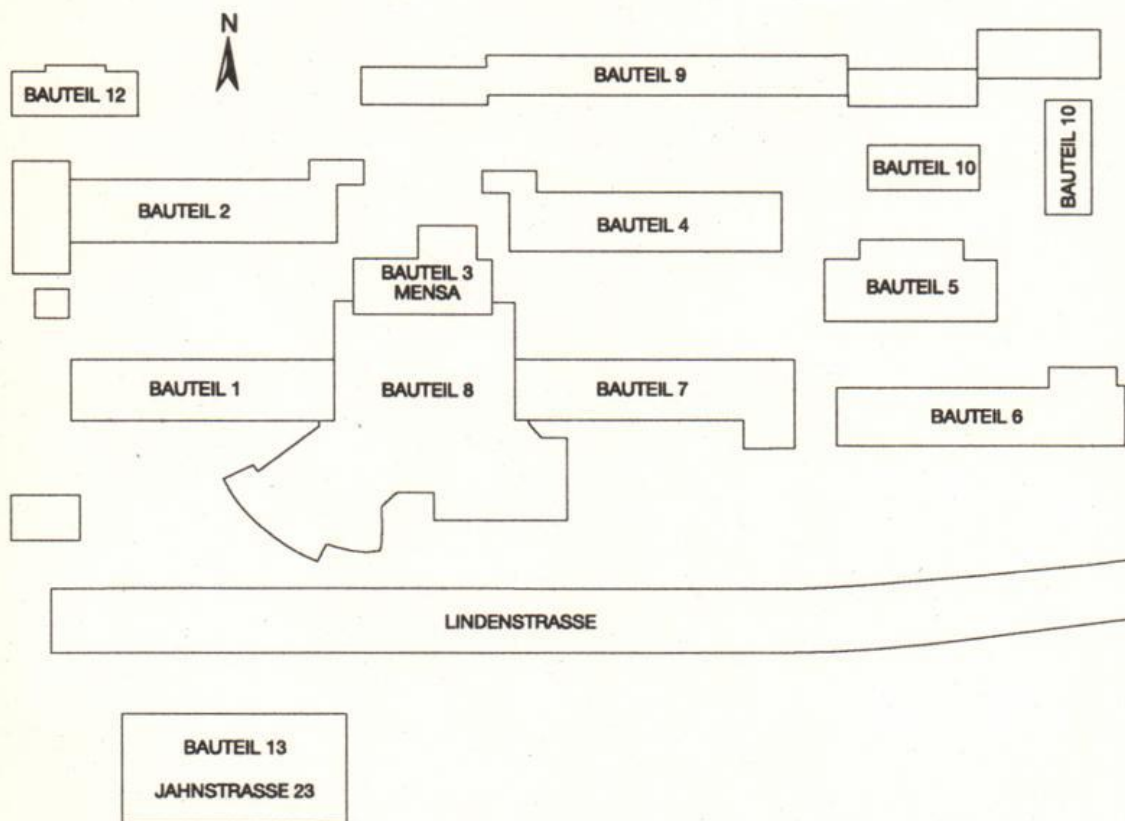 N
BAUTEIL 12
BAUTEIL 9
BAUTEIL 10
BAUTEIL 10
BAUTEIL 2
BAUTEIL 4
BAUTEIL 3
MENSA
BAUTEIL 5
BAUTEIL 1
BAUTEIL 8
BAUTEIL 7
BAUTEIL 6
LINDENSTRASSE
BAUTEIL 13
JAHNSTRASSE 23